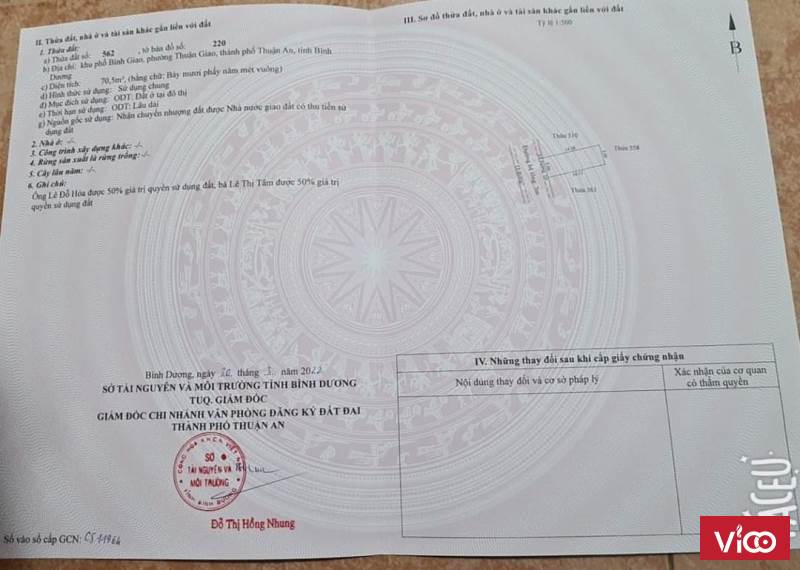 II. Thửa đất, nhà ở và tài sản khác gắn liền với đất
1. Thửa đất:
a) Thửa đất số: 562 , tờ bản đồ số: 220
b) Địa chỉ: khu phố Bình Giao, phường Thuận Giao, thành phố Thuận An, tỉnh Bình
Dương
c) Diện tích: 70,5m², (bằng chữ: Bảy mươi phẩy năm mét vuông)
d) Hình thức sử dụng: Sử dụng chung
đ) Mục đích sử dụng: ODT: Đất ở tại đô thị
e) Thời hạn sử dụng: ODT: Lâu dài
g) Nguồn gốc sử dụng: Nhận chuyển nhượng đất được Nhà nước giao đất có thu tiền sử
dụng đất
2. Nhà ở: -/-
3. Công trình xây dựng khác: -/-
4. Rừng sản xuất là rừng trồng: -/-
5. Cây lâu năm: -/-
6. Ghi chú:
Ông Lê Đỗ Hóa được 50% giá trị quyền sử dụng đất, bà Lê Thị Tâm được 50% giá trị
quyền sử dụng đất
Bình Dương, ngày 20 tháng 5 năm 2022
SỞ TÀI NGUYÊN VÀ MÔI TRƯỜNG TỈNH BÌNH DƯƠNG
TUQ. GIÁM ĐỐC
GIÁM ĐỐC CHI NHÁNH VĂN PHÒNG ĐĂNG KÝ ĐẤT ĐAI
THÀNH PHỐ THUẬN AN
SỞ
TÀI NGUYÊN VÀ
MÔI TRƯỜNG
TỈNH BÌNH DƯƠNG
Đỗ Thị Hồng Nhung
Số vào sổ cấp GCN: CS11964
III. Sơ đồ thửa đất, nhà ở và tài sản khác gắn liền với đất
Tỷ lệ 1:500
B
Thửa 558
Thửa 561
IV. Những thay đổi sau khi cấp giấy chứng nhận
Nội dung thay đổi và cơ sở pháp lý
Xác nhận của cơ quan
có thẩm quyền
vico